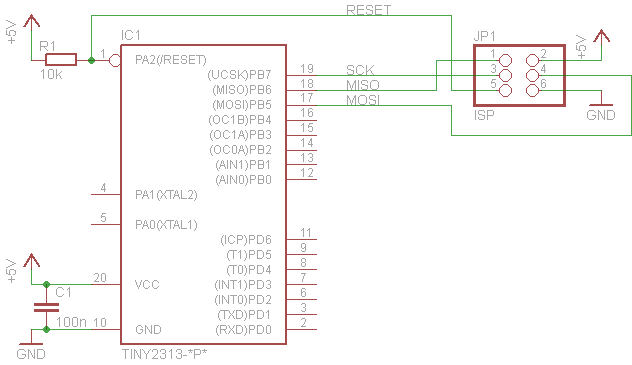 RESET
+5V
R1
10k
IC1
JP1
ISP
+5V
GND
1 2
3 4
5 6
1 PA2(/RESET)
(UCSK)PB7 19 SCK
(MISO)PB6 18 MISO
(MOSI)PB5 17 MOSI
(OC1B)PB4 16
(OC1A)PB3 15
(OC0A)PB2 14
(AIN1)PB1 13
(AIN0)PB0 12
4 PA1(XTAL2)
5 PA0(XTAL1)
(ICP)PD6 11
(T1)PD5 9
(T0)PD4 8
(INT1)PD3 7
(INT0)PD2 6
(TXD)PD1 3
(RXD)PD0 2
+5V
20 VCC
C1
100n
10 GND
GND
TINY2313-*P*